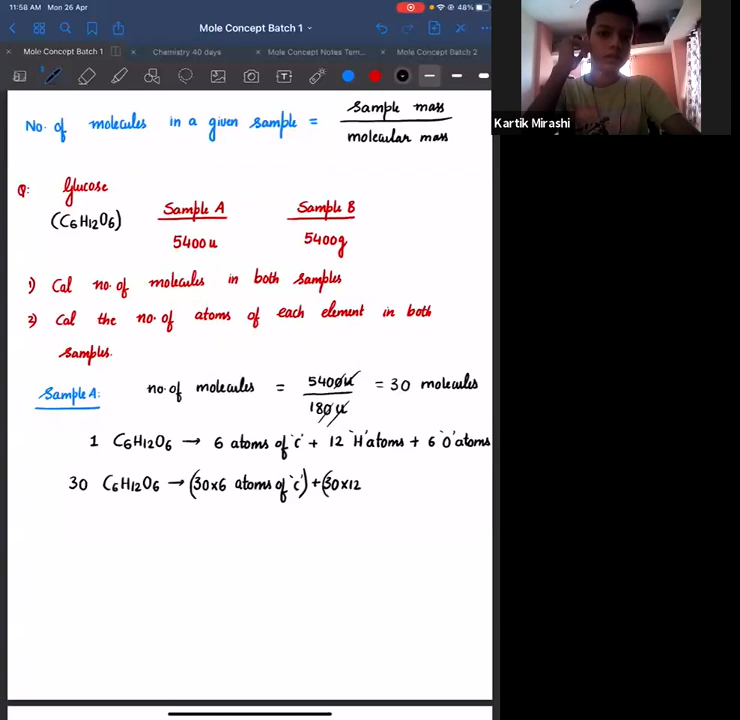 11:58 AM Mon 26 Apr
48%
Mole Concept Batch 1
Mole Concept Batch 1
Chemistry 40 days
Mole Concept Notes Tem...
Mole Concept Batch 2
No. of molecules in a given sample = sample mass
molecular mass
Kartik Mirashi
Q: Glucose
(C6H12O6)
Sample A
Sample B
5400u
5400g
1) Cal no. of molecules in both samples
2) Cal the no. of atoms of each element in both
samples.
Sample A: no. of molecules = 5400u = 30 molecules
180u
1 C6H12O6 → 6 atoms of 'C' + 12 'H' atoms + 6 'O' atoms
30 C6H12O6 → (30×6 atoms of 'C') + (30×12